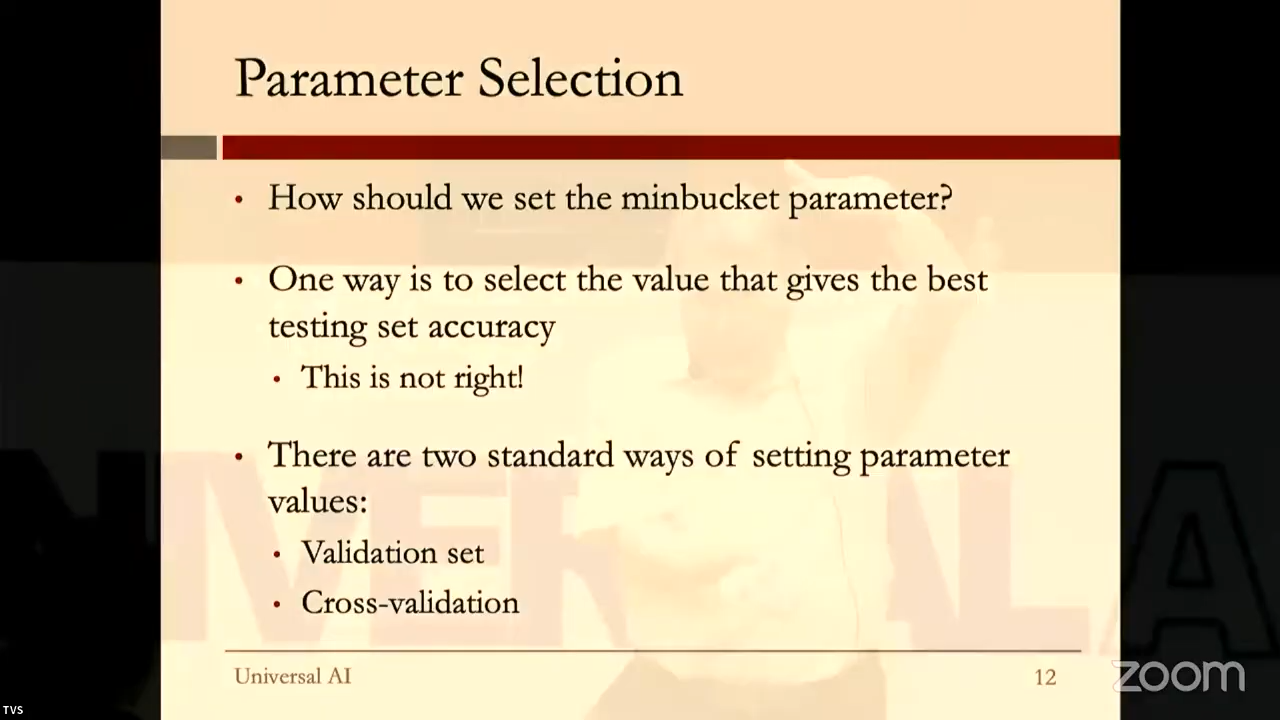 Parameter Selection
• How should we set the minbucket parameter?
• One way is to select the value that gives the best
testing set accuracy
• This is not right!
• There are two standard ways of setting parameter
values:
• Validation set
• Cross-validation
Universal AI
12
zoom
TVS